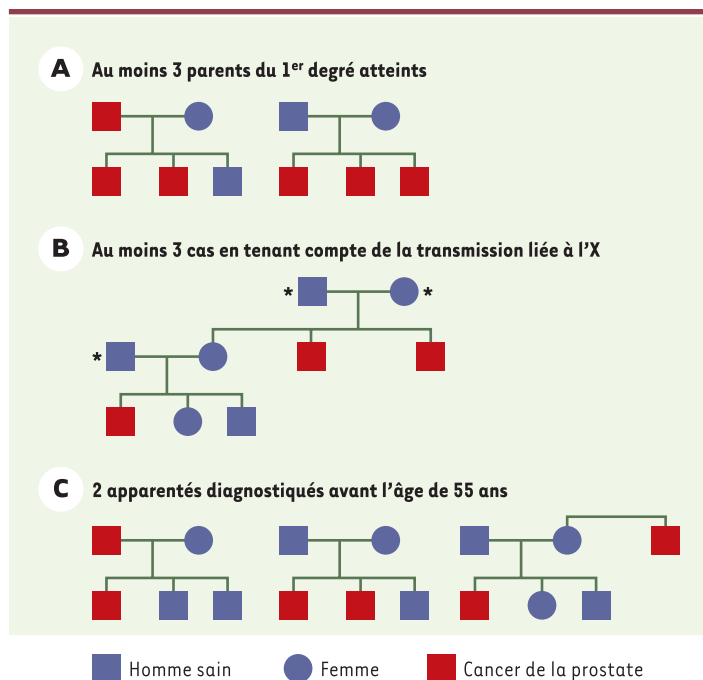 A Au moins 3 parents du 1er degré atteints
B Au moins 3 cas en tenant compte de la transmission liée à l’X
* *
*
C 2 apparentés diagnostiqués avant l’âge de 55 ans
Homme sain Femme Cancer de la prostate